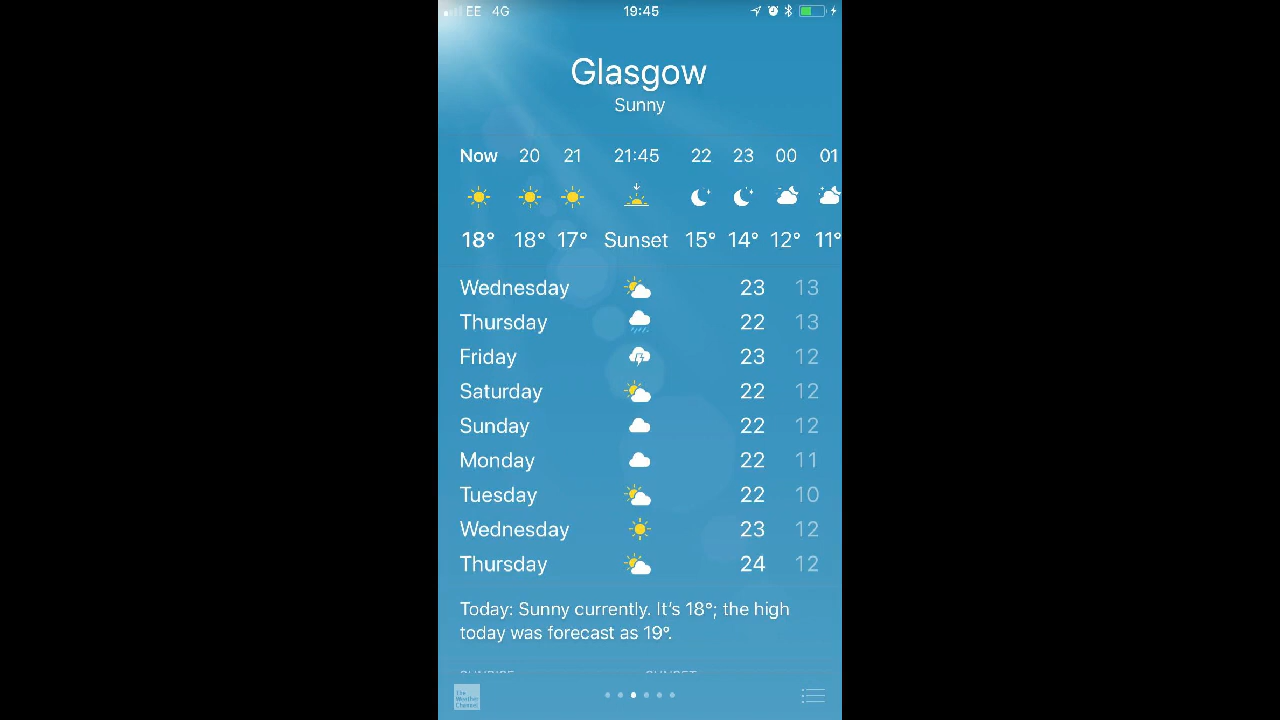 EE 4G 19:45
Glasgow
Sunny
Now 20 21 21:45 22 23 00 01
18° 18° 17° Sunset 15° 14° 12° 11°
Wednesday 23 13
Thursday 22 13
Friday 23 12
Saturday 22 12
Sunday 22 12
Monday 22 11
Tuesday 22 10
Wednesday 23 12
Thursday 24 12
Today: Sunny currently. It's 18°; the high
today was forecast as 19°.
The
Weather
Channel